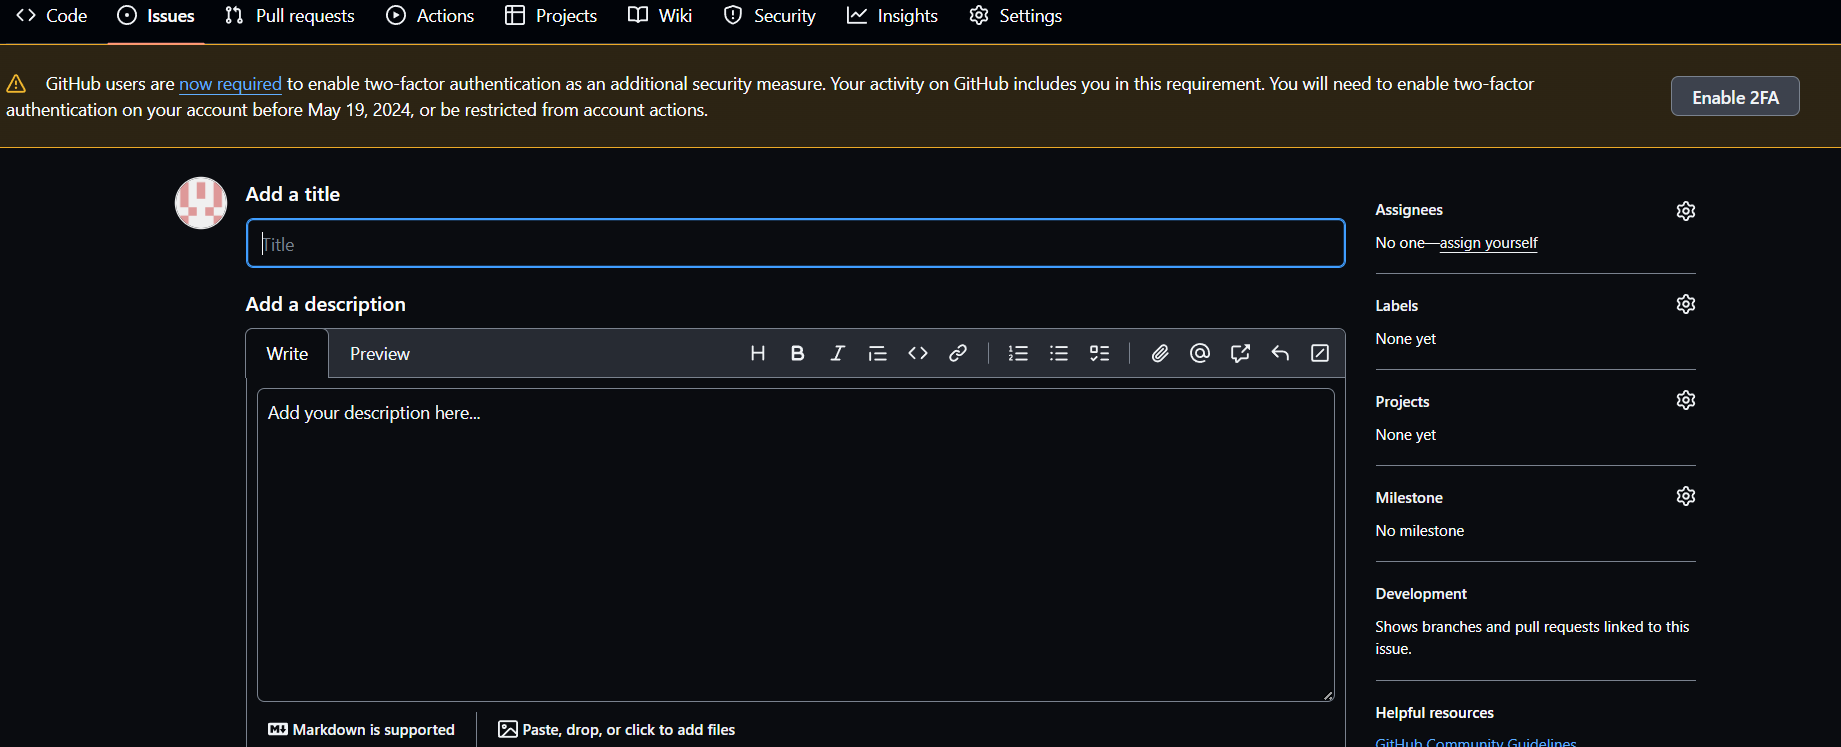 Code Issues Pull requests Actions Projects Wiki Security Insights Settings
GitHub users are now required to enable two-factor authentication as an additional security measure. Your activity on GitHub includes you in this requirement. You will need to enable two-factor
authentication on your account before May 19, 2024, or be restricted from account actions.
Enable 2FA
Add a title
Title
Add a description
Write Preview
Add your description here...
Markdown is supported
Paste, drop, or click to add files
Assignees
No one—assign yourself
Labels
None yet
Projects
None yet
Milestone
No milestone
Development
Shows branches and pull requests linked to this
issue.
Helpful resources
GitHub Community Guidelines